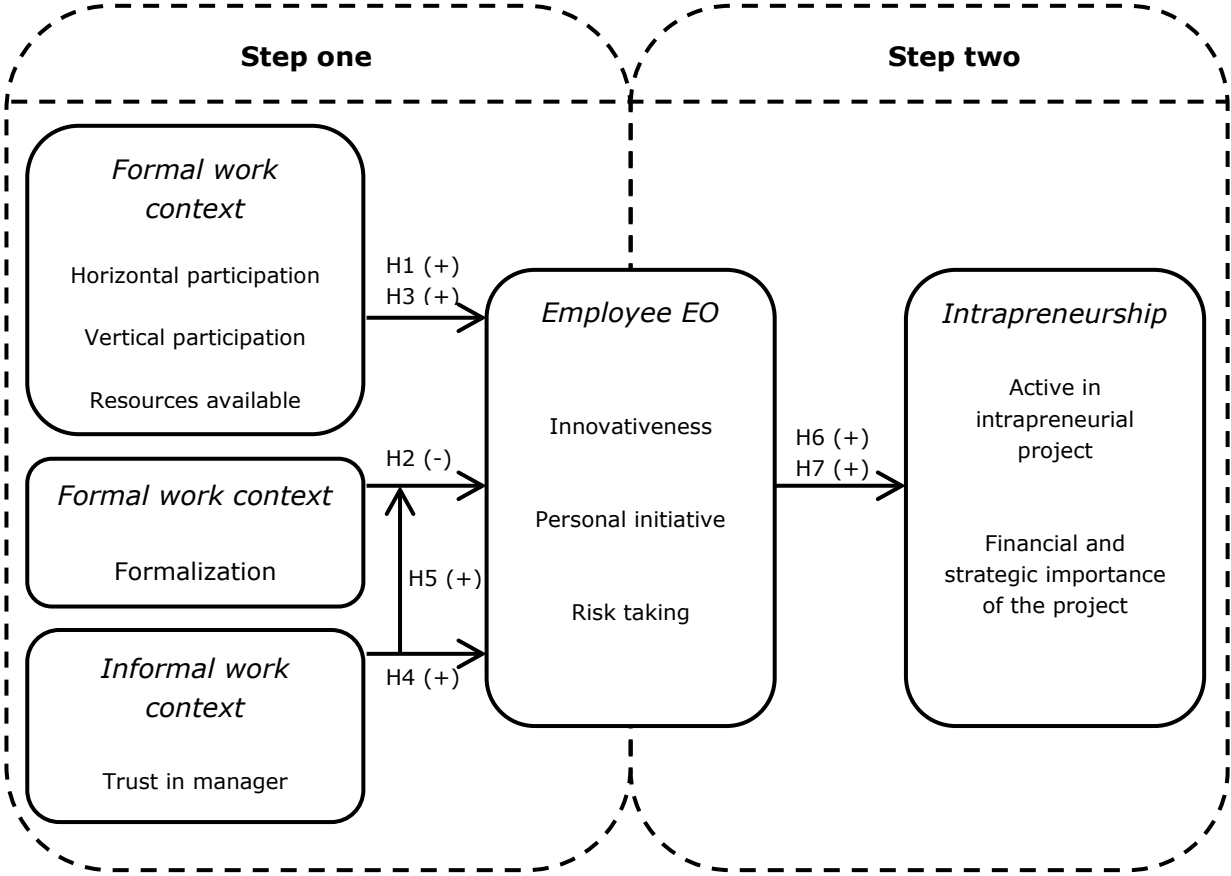 Step one
Step two
Formal work
context
Horizontal participation
Vertical participation
Resources available
H1 (+)
H3 (+)
Formal work context
Formalization
H2 (-)
H5 (+)
Informal work
context
Trust in manager
H4 (+)
Employee EO
Innovativeness
Personal initiative
Risk taking
H6 (+)
H7 (+)
Intrapreneurship
Active in
intrapreneurial
project
Financial and
strategic importance
of the project